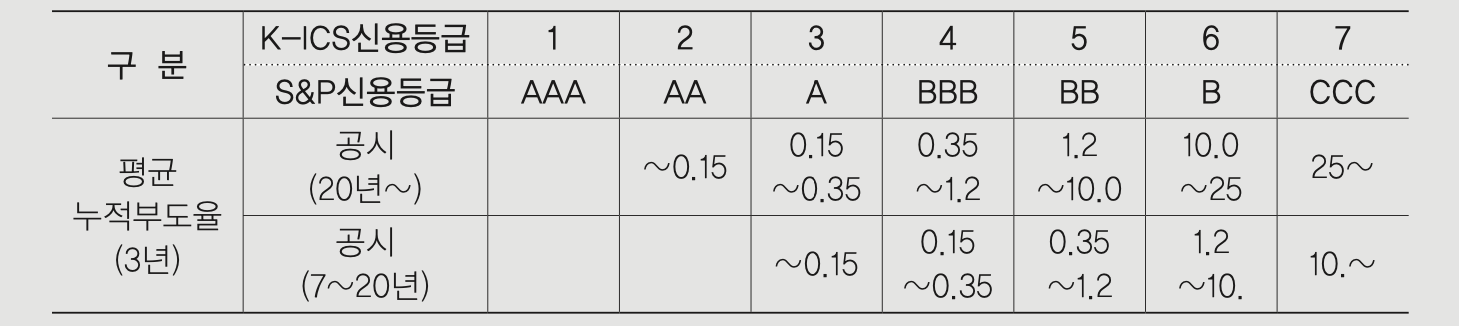 구 분
K-ICS신용등급 1 2 3 4 5 6 7
S&P신용등급 AAA AA A BBB BB B CCC
평균
누적부도율
(3년)
공시
(20년~)
~0.15
0.15
~0.35
0.35
~1.2
1.2
~10.0
10.0
~25
25~
공시
(7~20년)
~0.15
0.15
~0.35
0.35
~1.2
1.2
~10.
10.~